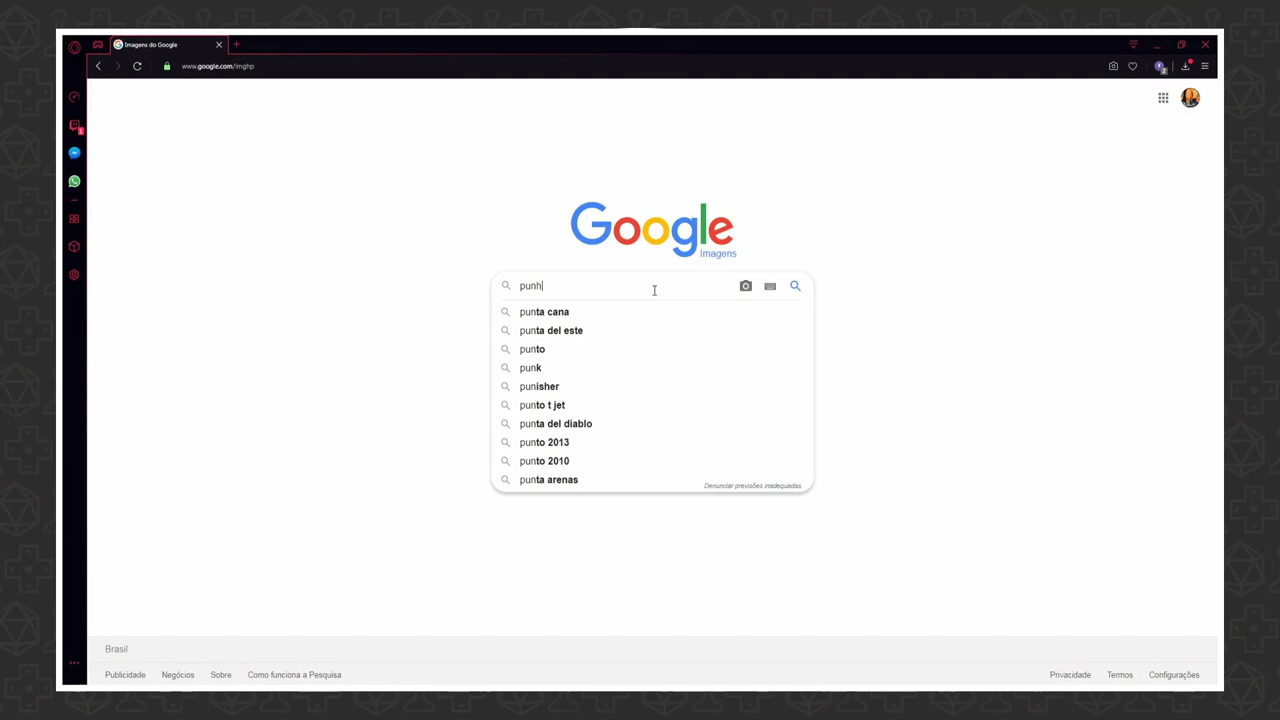 Imagens do Google
www.google.com/imghp
1
2
Google
Imagens
punh
punta cana
punta del este
punto
punk
punisher
punto t jet
punta del diablo
punto 2013
punto 2010
punta arenas
Denunciar previsões inadequadas
Brasil
Publicidade Negócios Sobre Como funciona a Pesquisa Privacidade Termos Configurações